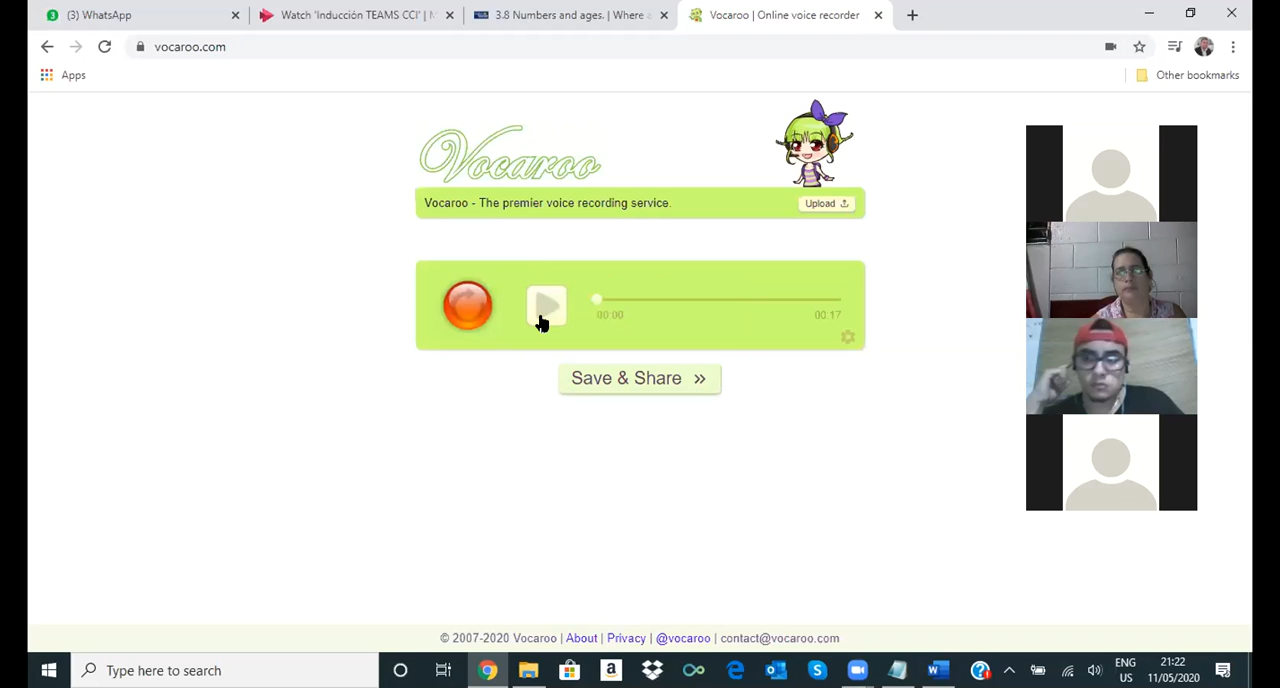 (3) WhatsApp
Watch 'Inducción TEAMS CCI' |
3.8 Numbers and ages. | Where
Vocaroo | Online voice recorder
vocaroo.com
Apps
Other bookmarks
Vocaroo
Vocaroo - The premier voice recording service.
Upload
00:00
00:17
Save & Share »
© 2007-2020 Vocaroo | About | Privacy | @vocaroo | contact@vocaroo.com
Type here to search
ENG
US
21:22
11/05/2020